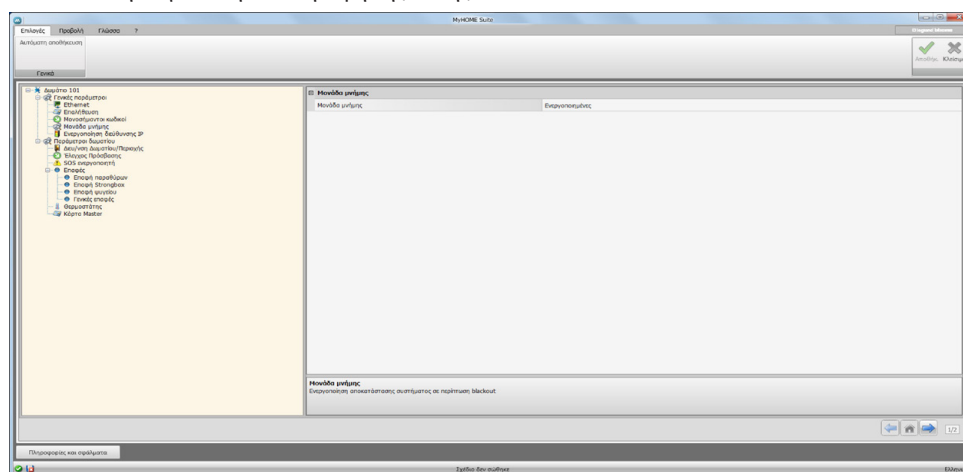 MyHOME Suite
Επιλογές Προβολή Γλώσσα ?
Αυτόματη αποθήκευση
Αποθήκ. Κλείσιμ
Γενικά
Δωμάτιο 101
Γενικές παράμετροι
Ethernet
Επαλήθευση
Μονοσήμαντοι κωδικοί
Μονάδα μνήμης
Ενεργοποίηση διεύθυνσης IP
Παράμετροι δωματίου
Διευ/νση Δωματίου/Περιοχής
Έλεγχος Πρόσβασης
SOS ενεργοποιητή
Επαφές
Επαφή παραθύρων
Επαφή Strongbox
Επαφή ψυγείου
Γενικές επαφές
Θερμοστάτης
Κάρτα Master
Μονάδα μνήμης
Μονάδα μνήμης Ενεργοποιημένες
Μονάδα μνήμης
Ενεργοποίηση αποκατάστασης συστήματος σε περίπτωση blackout
1/2
Πληροφορίες και σφάλματα
Σχέδιο δεν σώθηκε